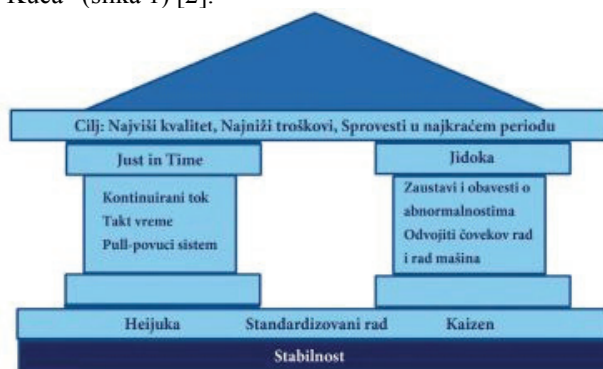 Kuća" (slika 1) [2].
Cilj: Najviši kvalitet, Najniži troškovi, Sprovesti u najkraćem periodu
Just in Time
Kontinuirani tok
Takt vreme
Pull-povuci sistem
Jidoka
Zaustavi i obavesti o
abnormalnostima
Odvojiti čovekov rad
i rad mašina
Heijuka Standardizovani rad Kaizen
Stabilnost